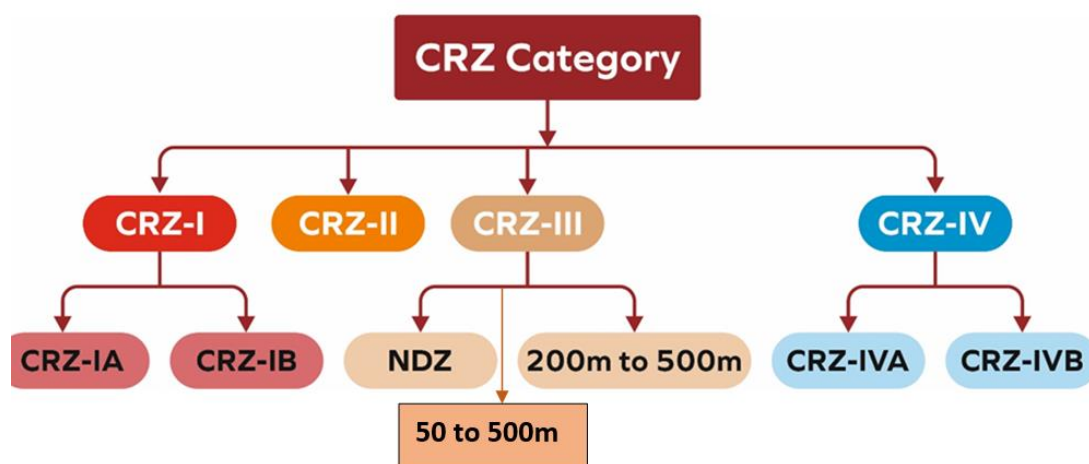 CRZ Category
CRZ-I
CRZ-II
CRZ-III
CRZ-IV
CRZ-IA
CRZ-IB
NDZ
200m to 500m
CRZ-IVA
CRZ-IVB
50 to 500m